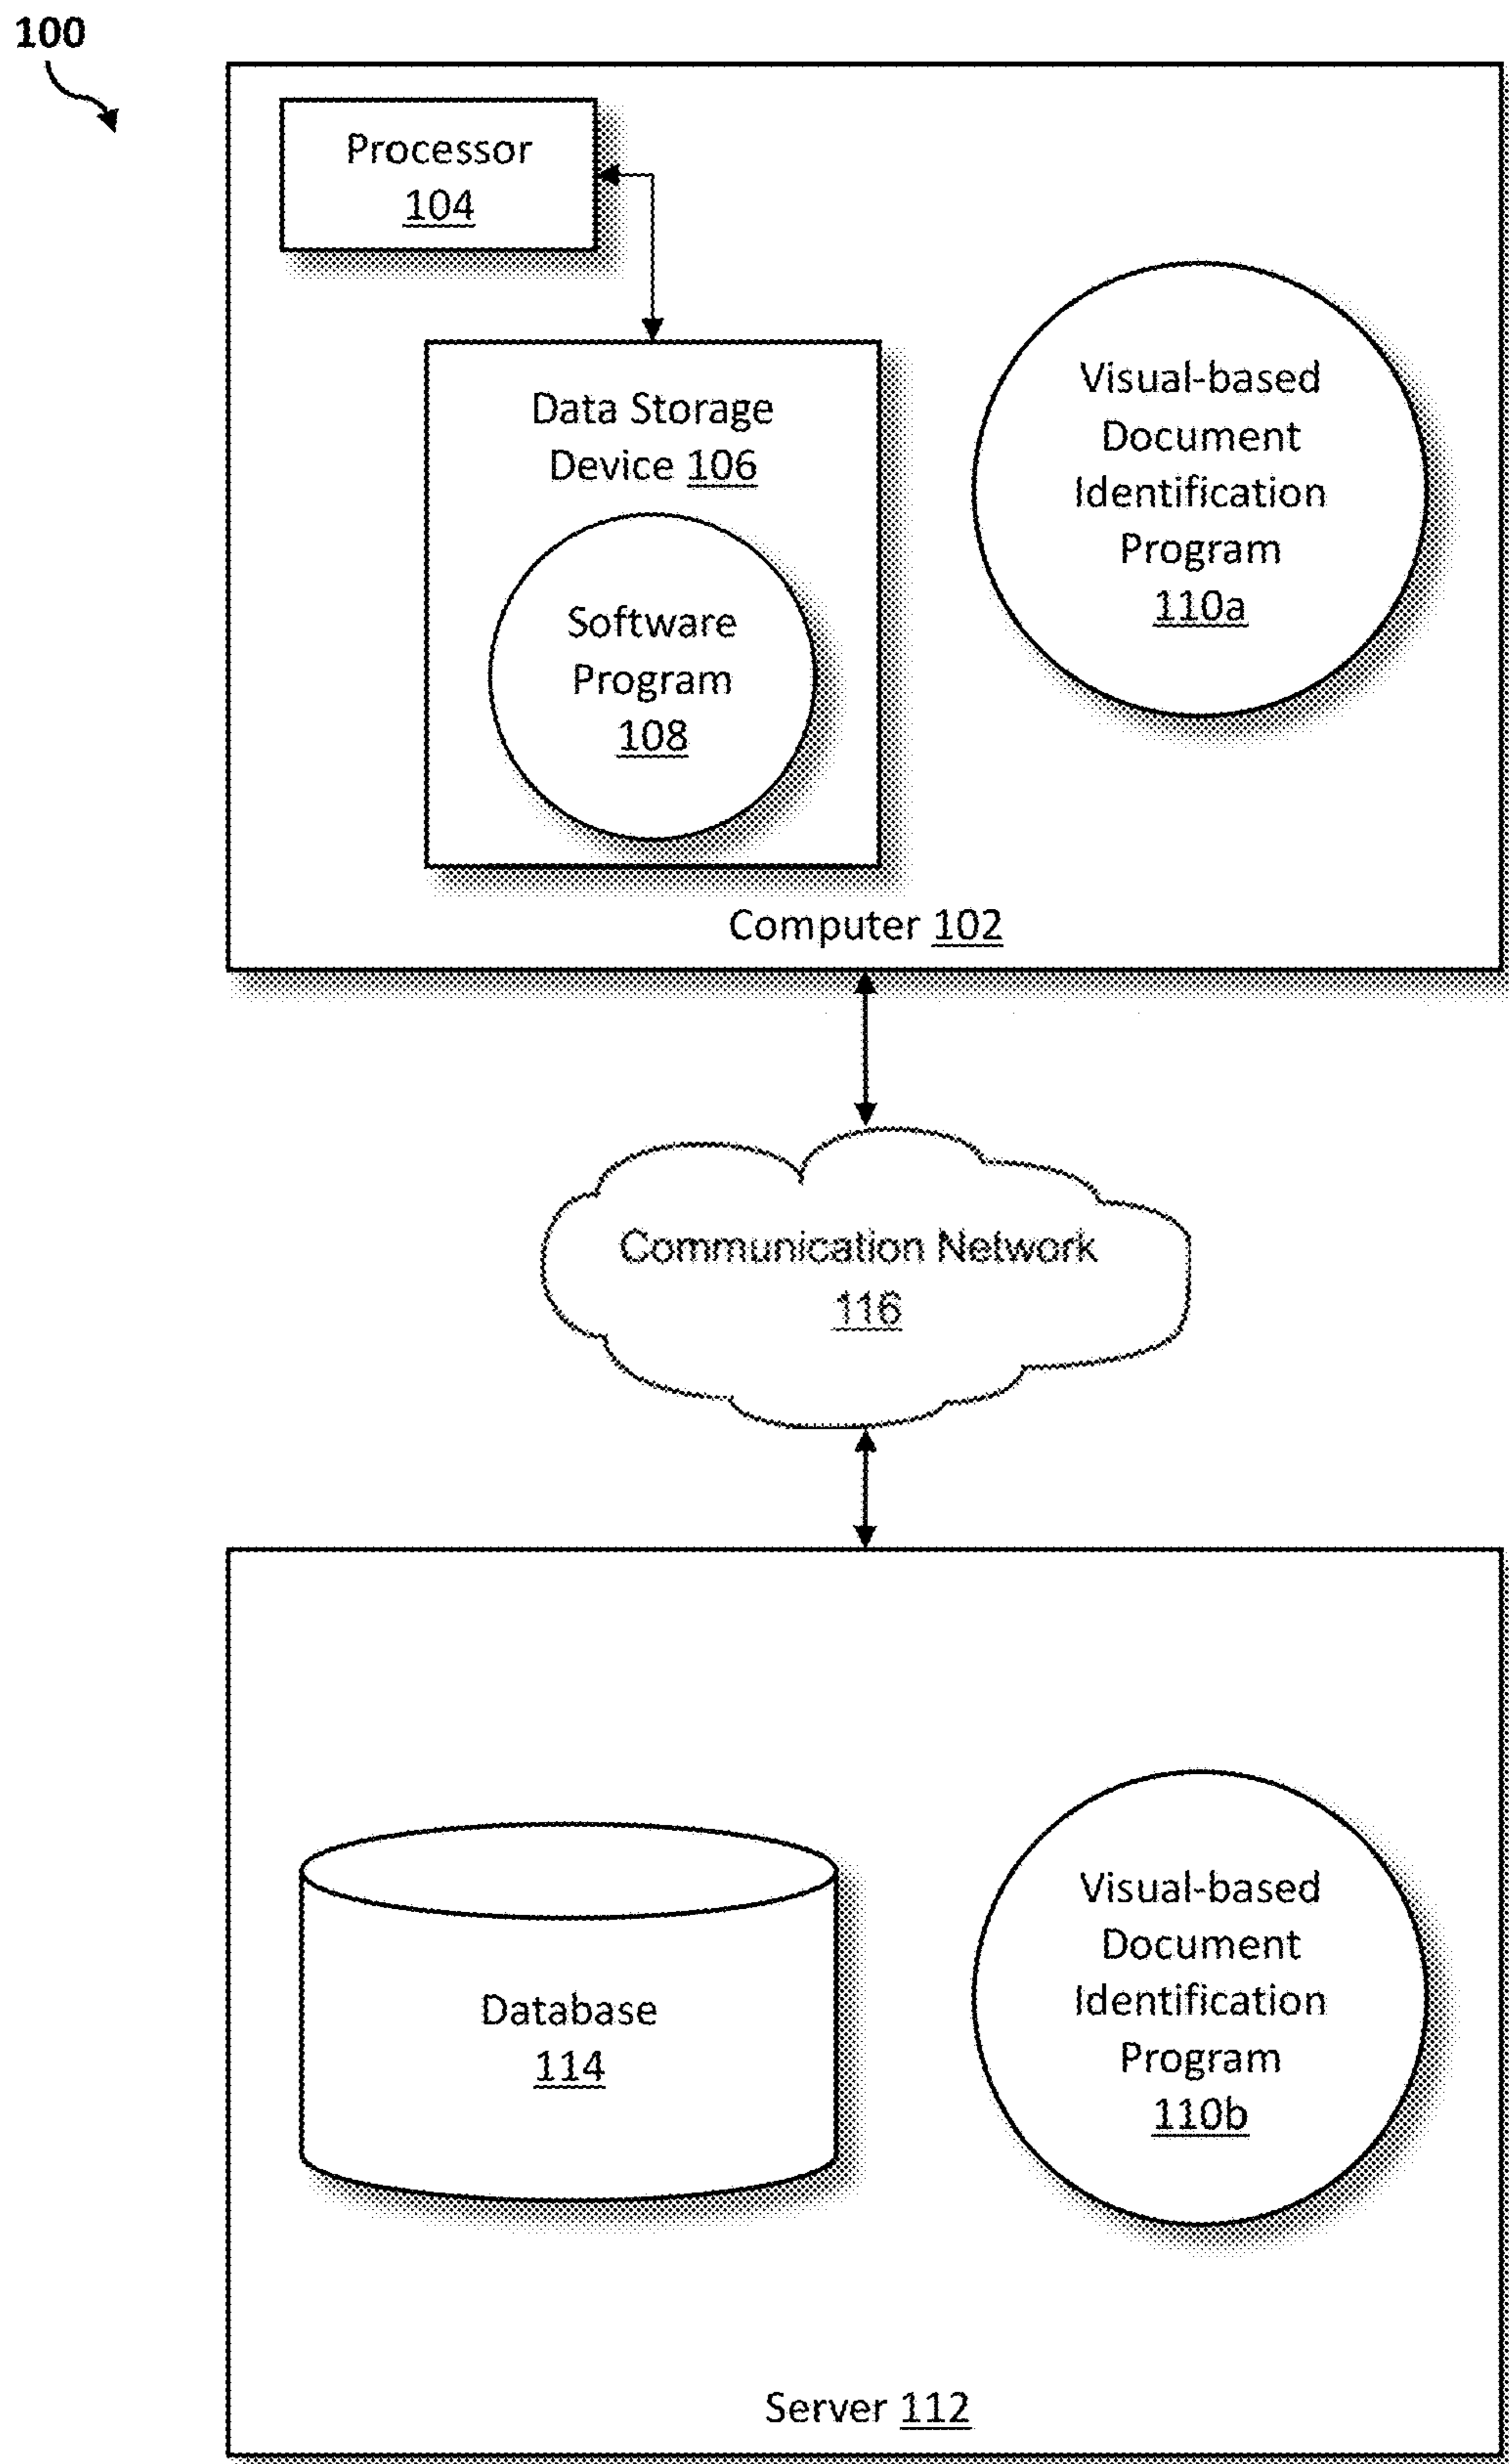 100
Processor
104
Data Storage
Device 106
Software
Program
108
Visual-based
Document
Identification
Program
110a
Computer 102
Communication Network
116
Database
114
Visual-based
Document
Identification
Program
110b
Server 112